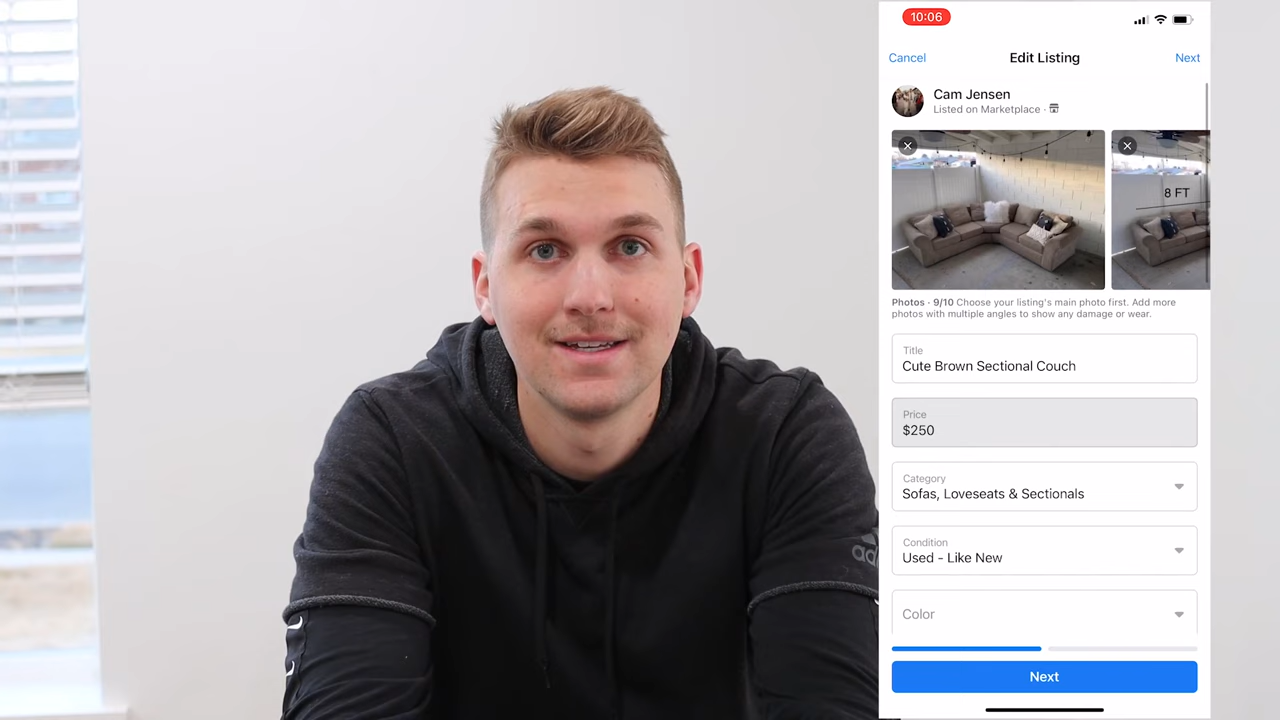 10:06
Cancel
Edit Listing
Next
Cam Jensen
Listed on Marketplace ·
8 FT
Photos · 9/10 Choose your listing's main photo first. Add more
photos with multiple angles to show any damage or wear.
Title
Cute Brown Sectional Couch
Price
$250
Category
Sofas, Loveseats & Sectionals
Condition
Used - Like New
Color
Next